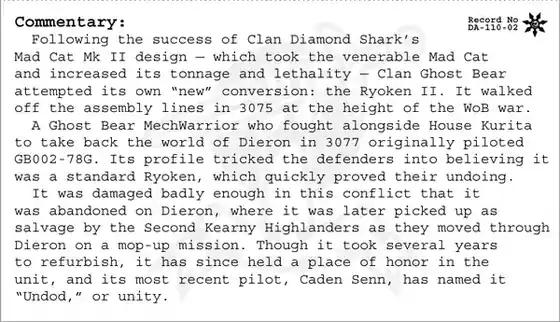 Commentary:
Record No
DA-110-02
Following the success of Clan Diamond Shark's
Mad Cat Mk II design — which took the venerable Mad Cat
and increased its tonnage and lethality — Clan Ghost Bear
attempted its own “new” conversion: the Ryoken II. It walked
off the assembly lines in 3075 at the height of the WoB war.
A Ghost Bear MechWarrior who fought alongside House Kurita
to take back the world of Dieron in 3077 originally piloted
GB002-78G. Its profile tricked the defenders into believing it
was a standard Ryoken, which quickly proved their undoing.
It was damaged badly enough in this conflict that it
was abandoned on Dieron, where it was later picked up as
salvage by the Second Kearny Highlanders as they moved through
Dieron on a mop-up mission. Though it took several years
to refurbish, it has since held a place of honor in the
unit, and its most recent pilot, Caden Senn, has named it
“Undod,” or unity.